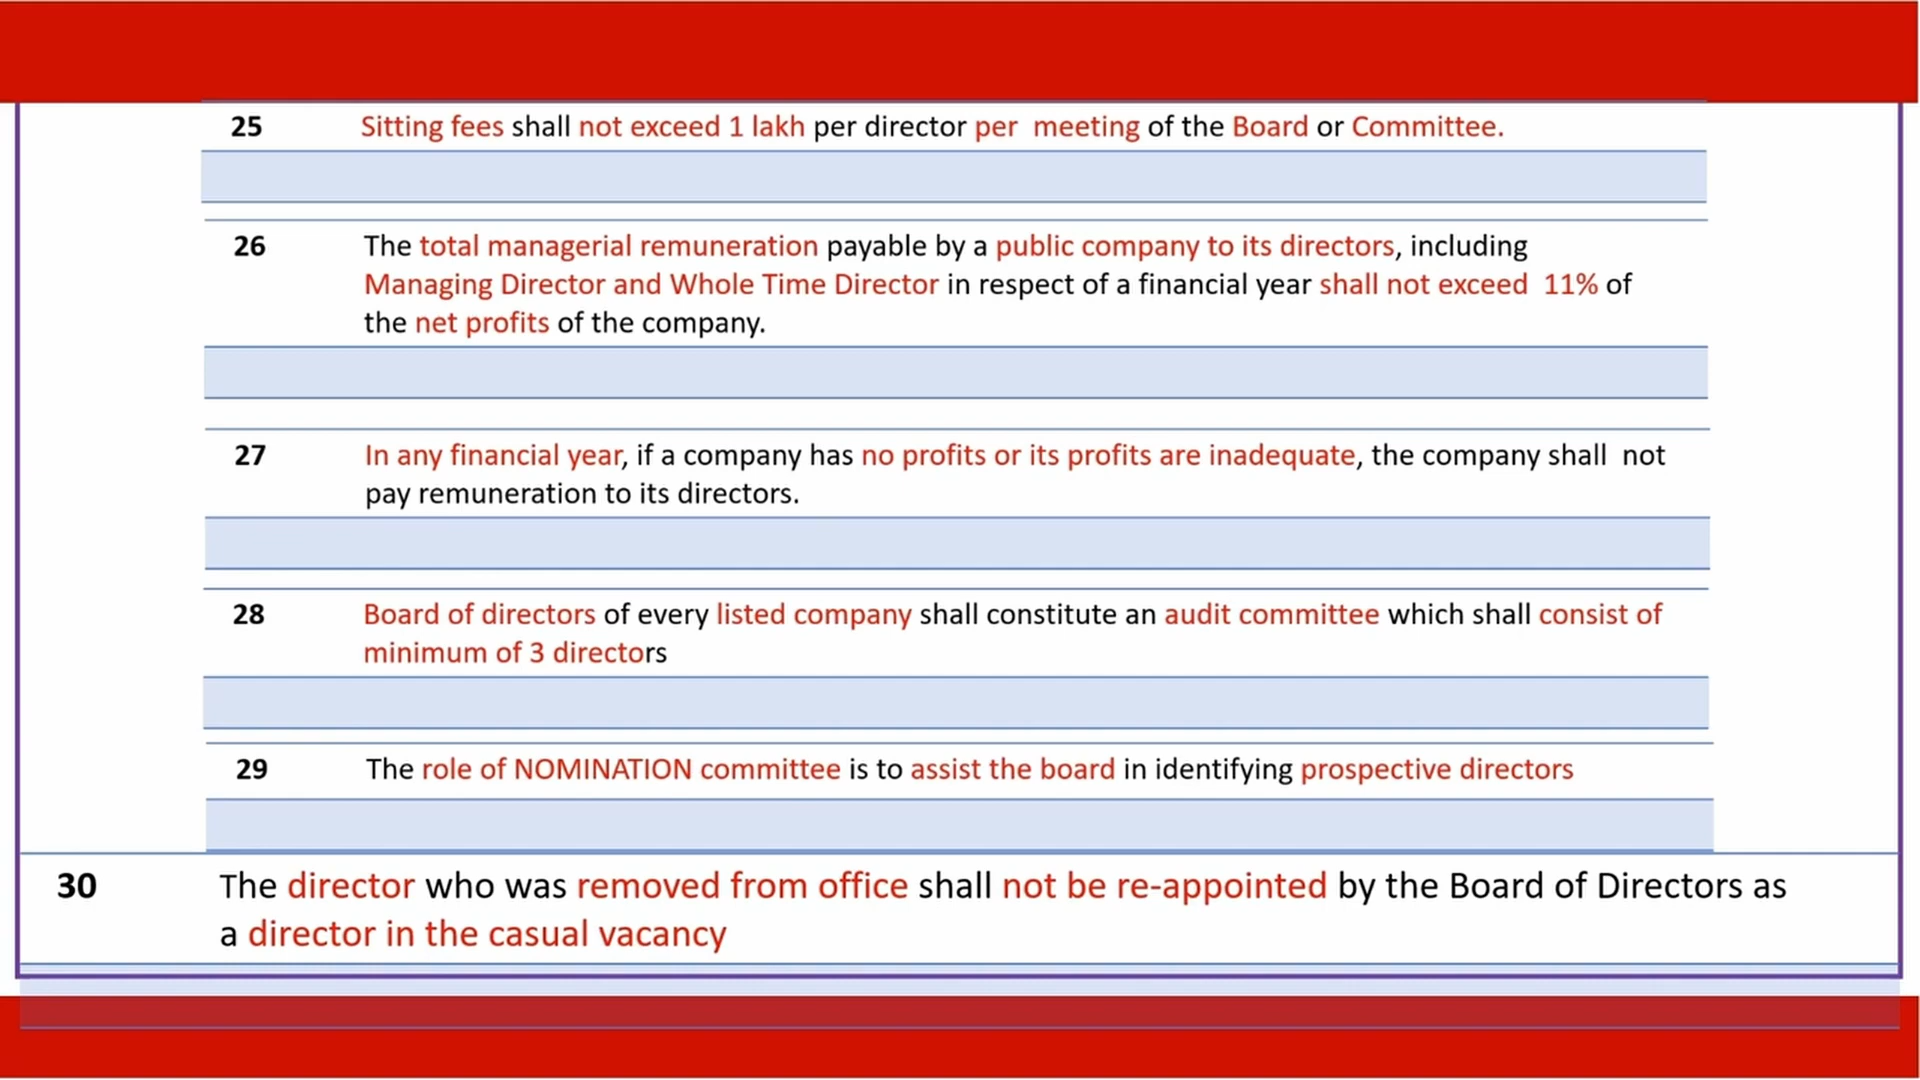 25 Sitting fees shall not exceed 1 lakh per director per meeting of the Board or Committee.
26 The total managerial remuneration payable by a public company to its directors, including
Managing Director and Whole Time Director in respect of a financial year shall not exceed 11% of
the net profits of the company.
27 In any financial year, if a company has no profits or its profits are inadequate, the company shall not
pay remuneration to its directors.
28 Board of directors of every listed company shall constitute an audit committee which shall consist of
minimum of 3 directors
29 The role of NOMINATION committee is to assist the board in identifying prospective directors
30 The director who was removed from office shall not be re-appointed by the Board of Directors as
a director in the casual vacancy